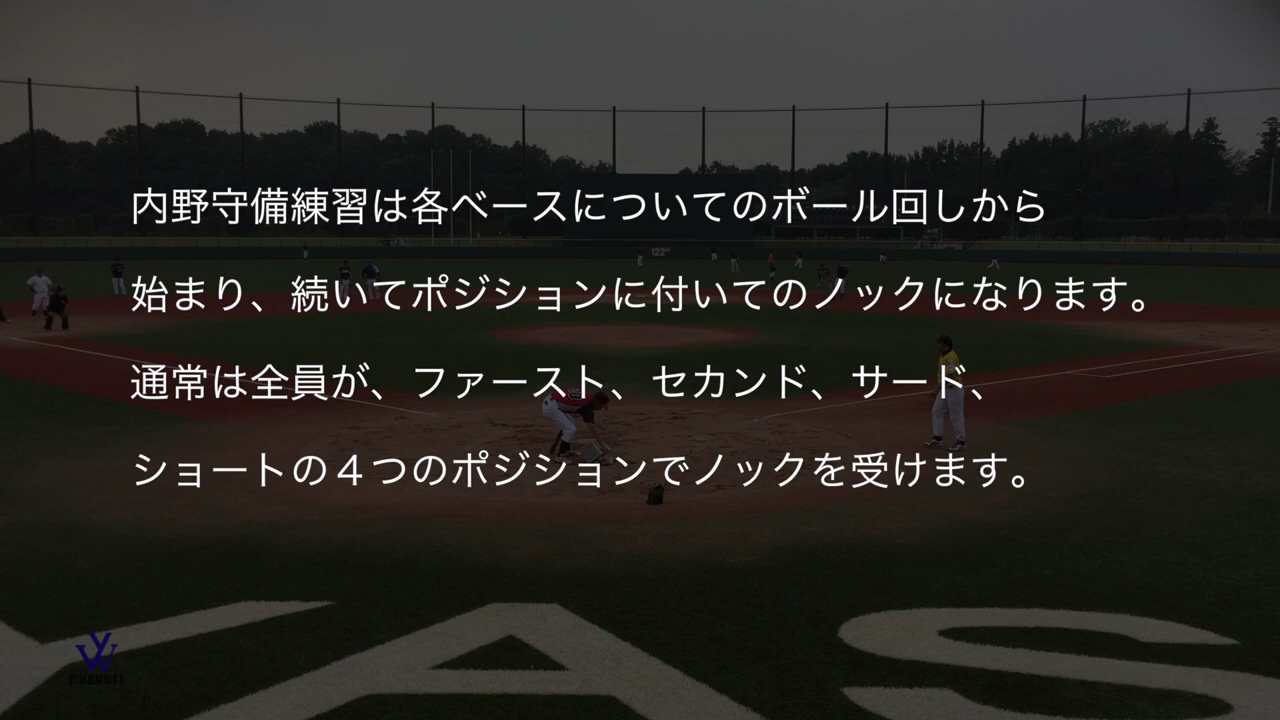 122m
内野守備練習は各ベースについてのボール回しから
始まり、続いてポジションに付いてのノックになります。
通常は全員が、ファースト、セカンド、サード、
ショートの４つのポジションでノックを受けます。
YAS
YW